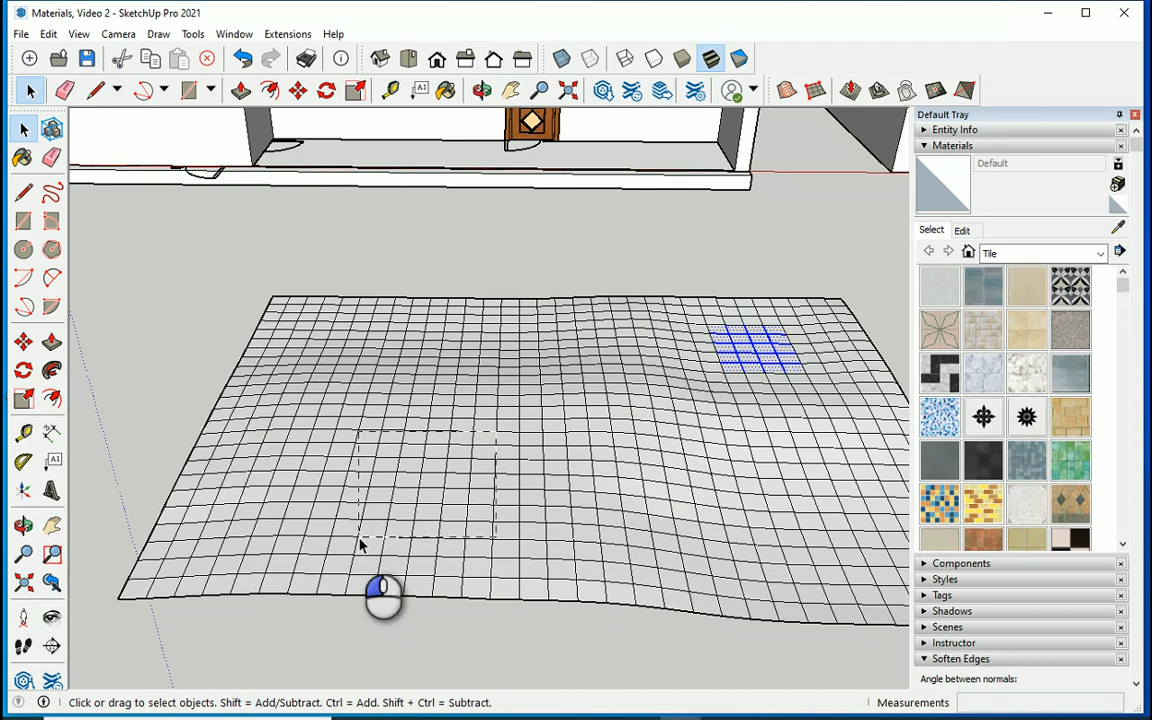 Materials, Video 2 - SketchUp Pro 2021
File Edit View Camera Draw Tools Window Extensions Help
A1
Default Tray
Entity Info
Materials
Default
Select Edit
Tile
A1
Components
Styles
Tags
Shadows
Scenes
Instructor
Soften Edges
Angle between normals:
Click or drag to select objects. Shift = Add/Subtract. Ctrl = Add. Shift + Ctrl = Subtract.
Measurements